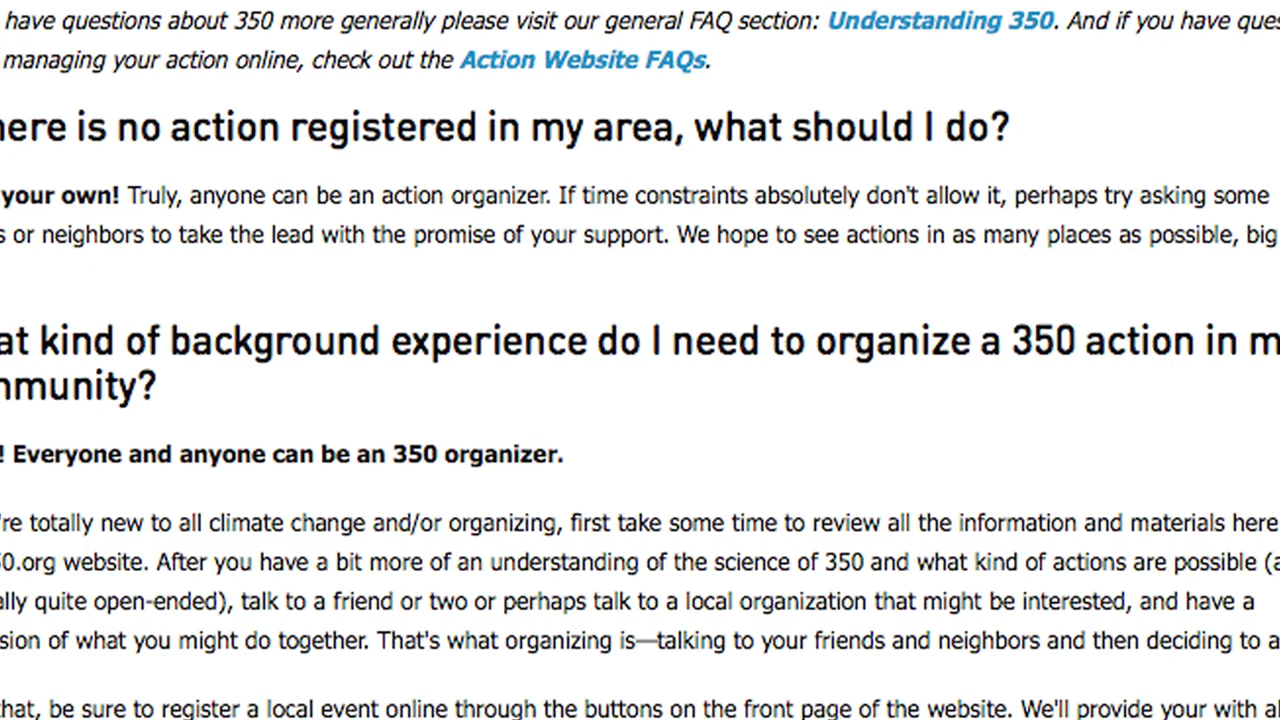 have questions about 350 more generally please visit our general FAQ section: Understanding 350. And if you have ques
managing your action online, check out the Action Website FAQs.
here is no action registered in my area, what should I do?
your own! Truly, anyone can be an action organizer. If time constraints absolutely don't allow it, perhaps try asking some
s or neighbors to take the lead with the promise of your support. We hope to see actions in as many places as possible, big
at kind of background experience do I need to organize a 350 action in m
mmunity?
! Everyone and anyone can be an 350 organizer.
're totally new to all climate change and/or organizing, first take some time to review all the information and materials here
50.org website. After you have a bit more of an understanding of the science of 350 and what kind of actions are possible (a
ally quite open-ended), talk to a friend or two or perhaps talk to a local organization that might be interested, and have a
sion of what you might do together. That's what organizing is—talking to your friends and neighbors and then deciding to a
that, be sure to register a local event online through the buttons on the front page of the website. We'll provide your with al